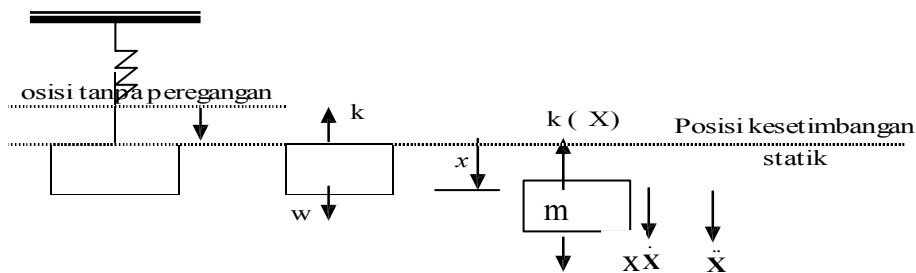 osisi tanpa peregangan
k
k ( X)
Posisi kesetimbangan
statik
x
w
m
X Ẋ Ẍ